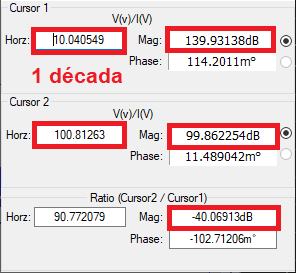 Cursor 1
V(v)/I(V)
Horz: 10.040549 Mag: 139.93138dB
Phase: 114.2011m°
1 década
Cursor 2
V(v)/I(V)
Horz: 100.81263 Mag: 99.862254dB
Phase: 11.489042m°
Ratio (Cursor2 / Cursor1)
Horz: 90.772079 Mag: -40.06913dB
Phase: -102.71206m°